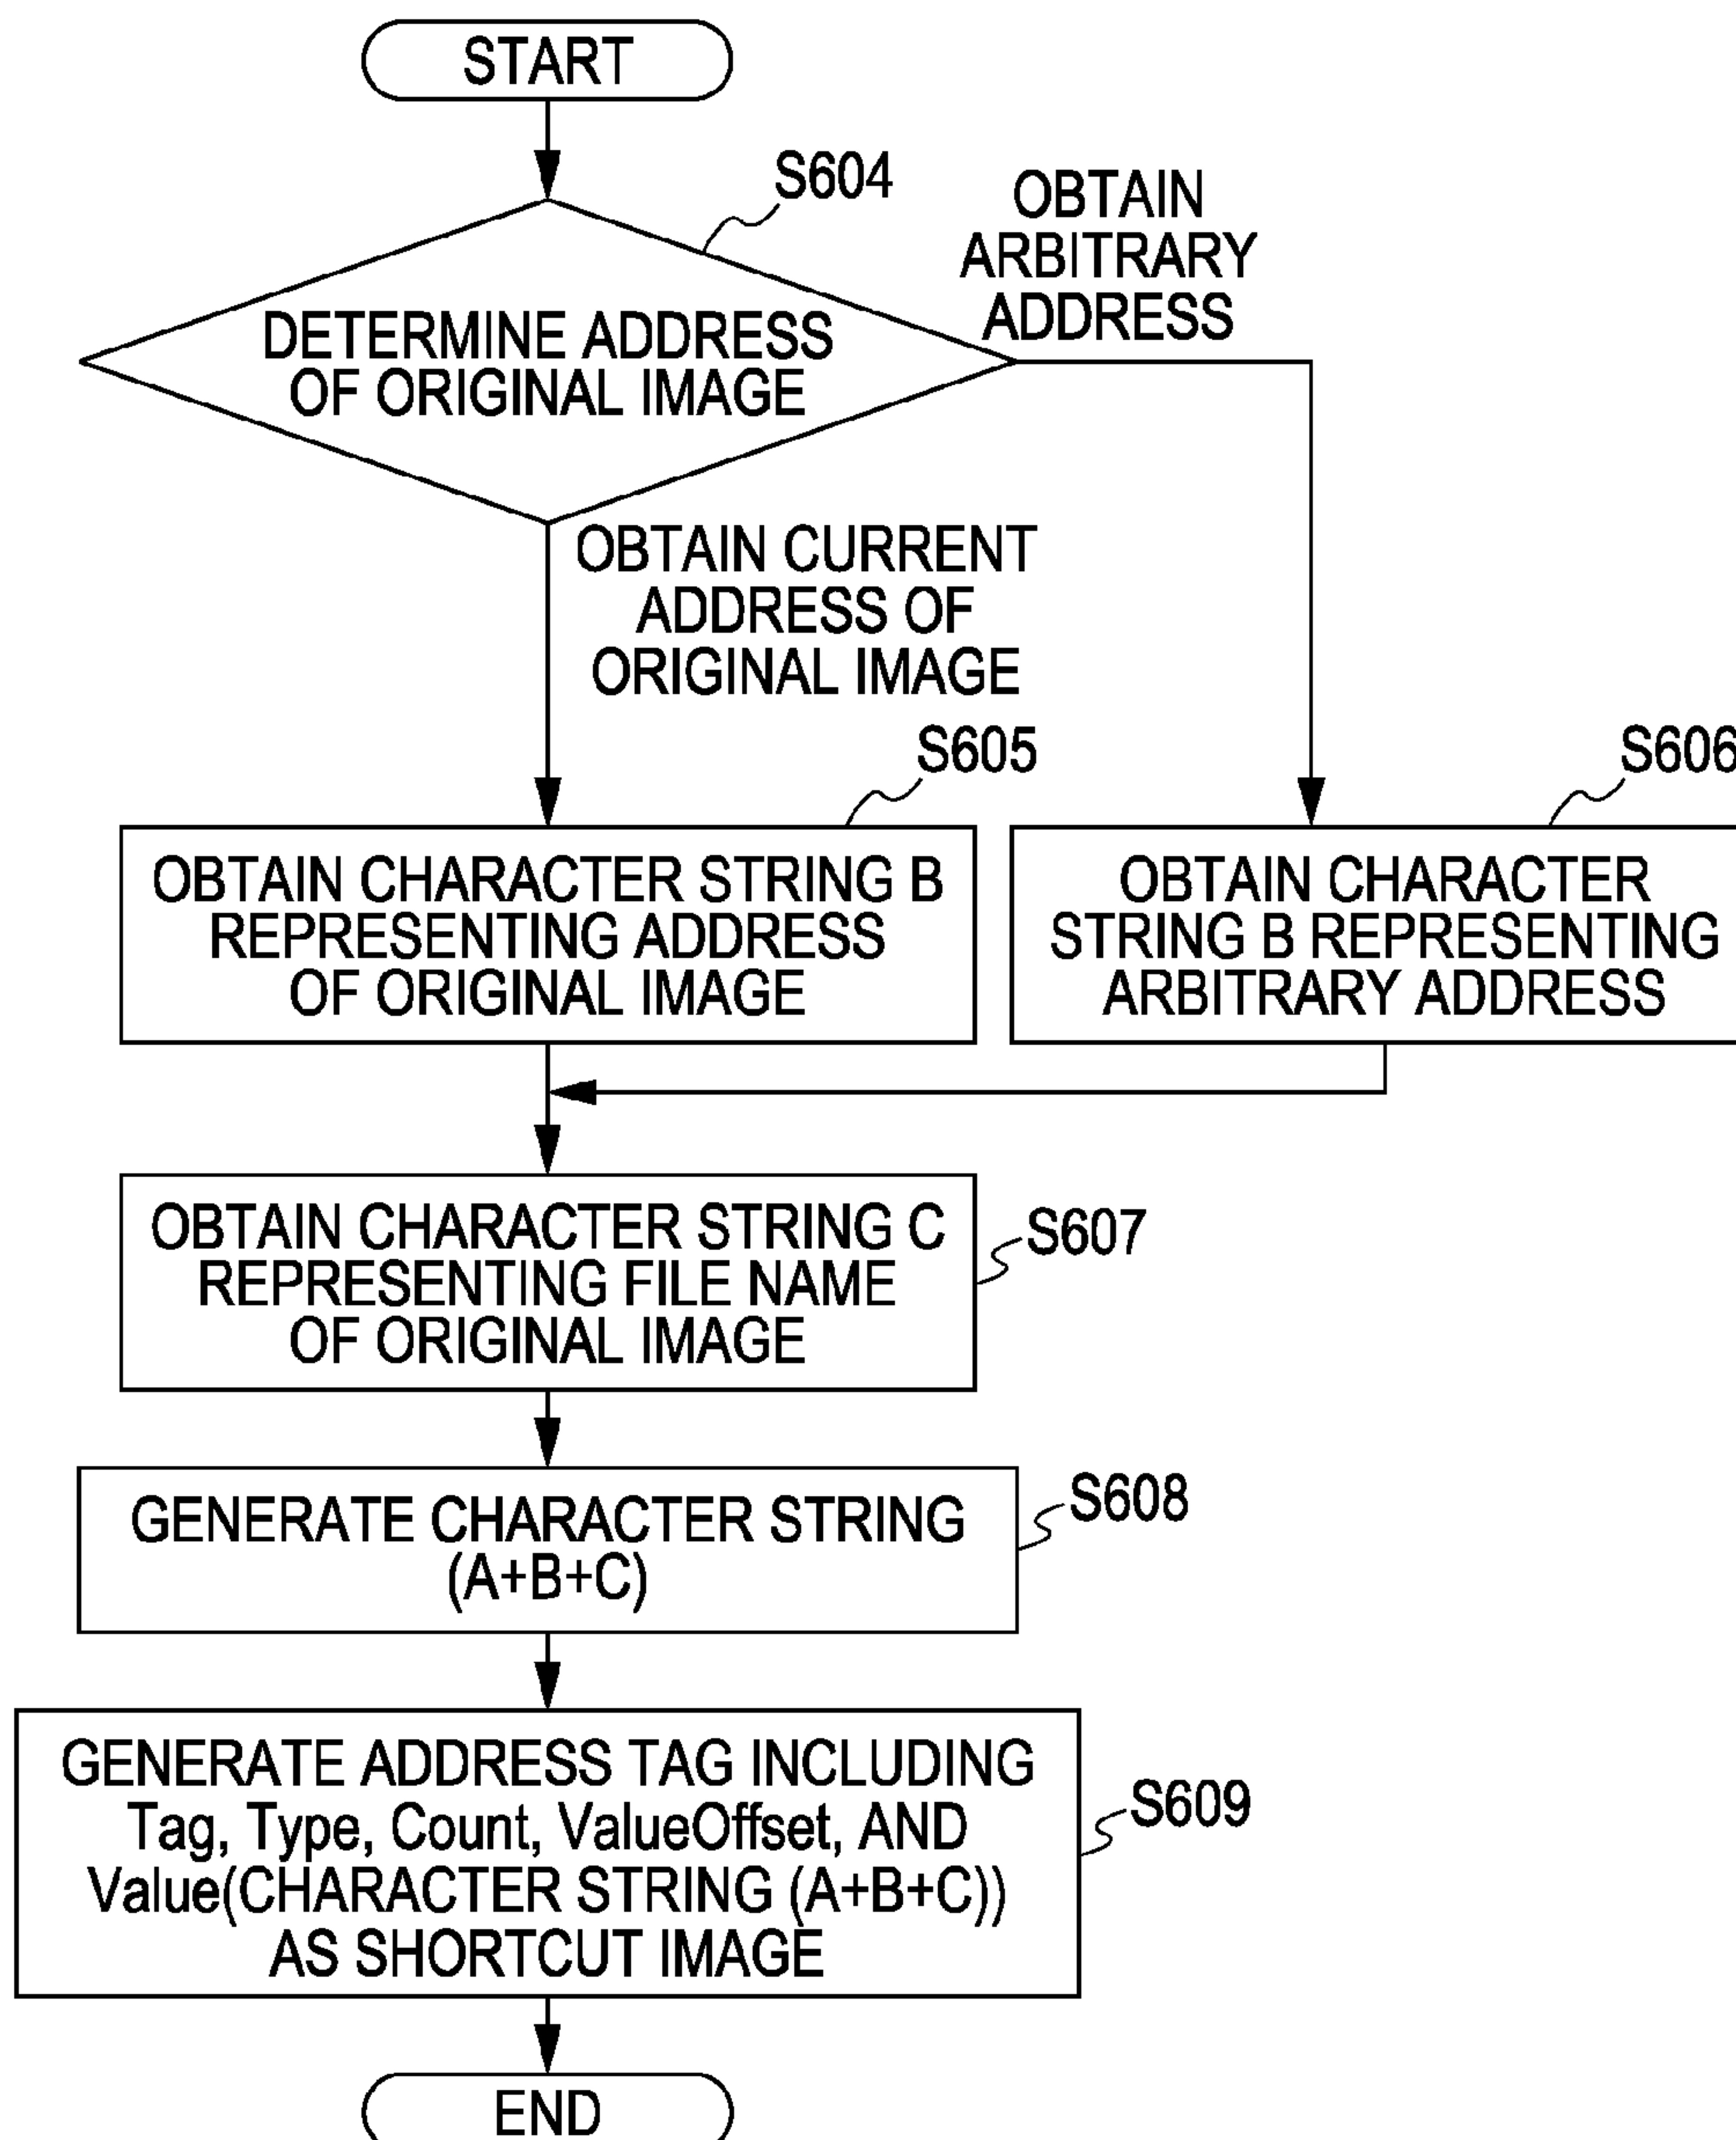 START
S604
OBTAIN
ARBITRARY
ADDRESS
DETERMINE ADDRESS
OF ORIGINAL IMAGE
OBTAIN CURRENT
ADDRESS OF
ORIGINAL IMAGE
S605
S606
OBTAIN CHARACTER STRING B
REPRESENTING ADDRESS
OF ORIGINAL IMAGE
OBTAIN CHARACTER
STRING B REPRESENTING
ARBITRARY ADDRESS
OBTAIN CHARACTER STRING C
REPRESENTING FILE NAME
OF ORIGINAL IMAGE
S607
GENERATE CHARACTER STRING
(A+B+C)
S608
GENERATE ADDRESS TAG INCLUDING
Tag, Type, Count, ValueOffset, AND
Value(CHARACTER STRING (A+B+C))
AS SHORTCUT IMAGE
S609
END